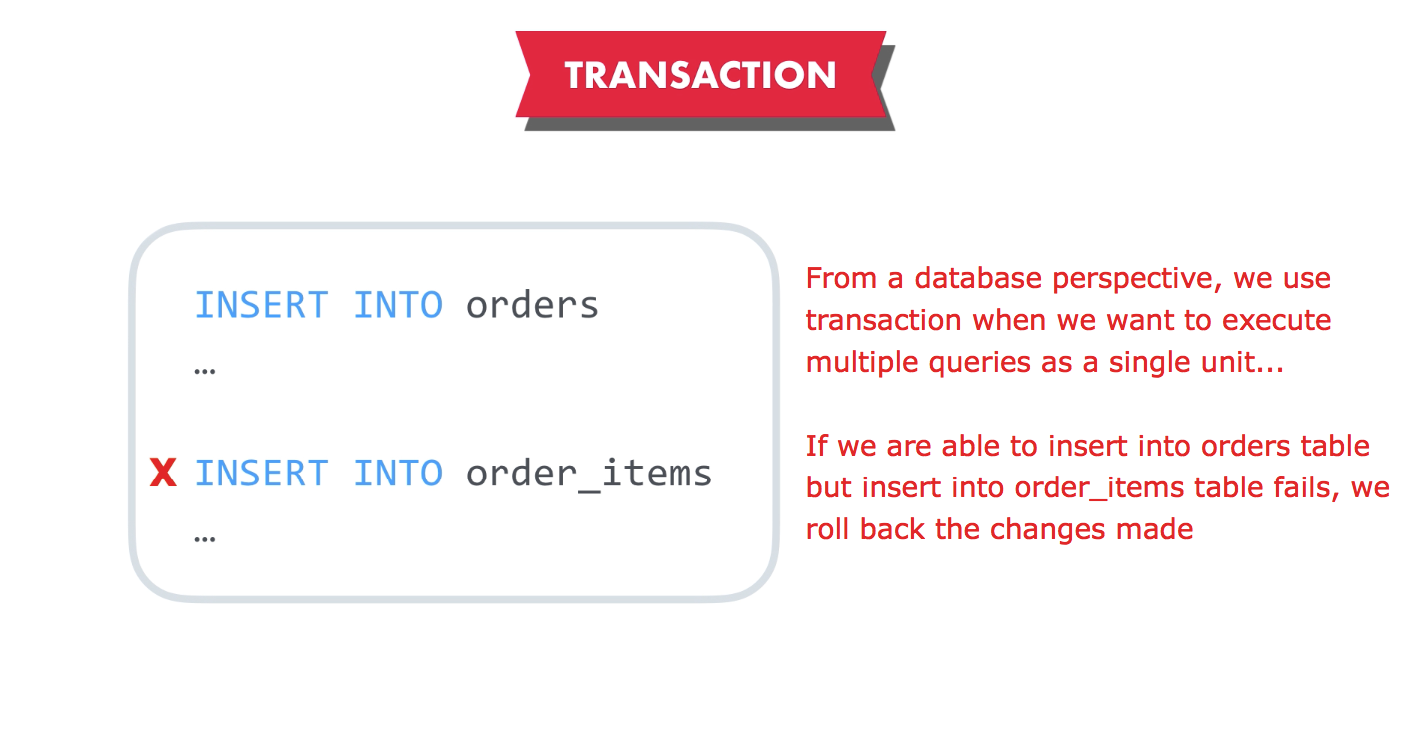 TRANSACTION
INSERT INTO orders
…
X INSERT INTO order_items
…
From a database perspective, we use
transaction when we want to execute
multiple queries as a single unit...
If we are able to insert into orders table
but insert into order_items table fails, we
roll back the changes made